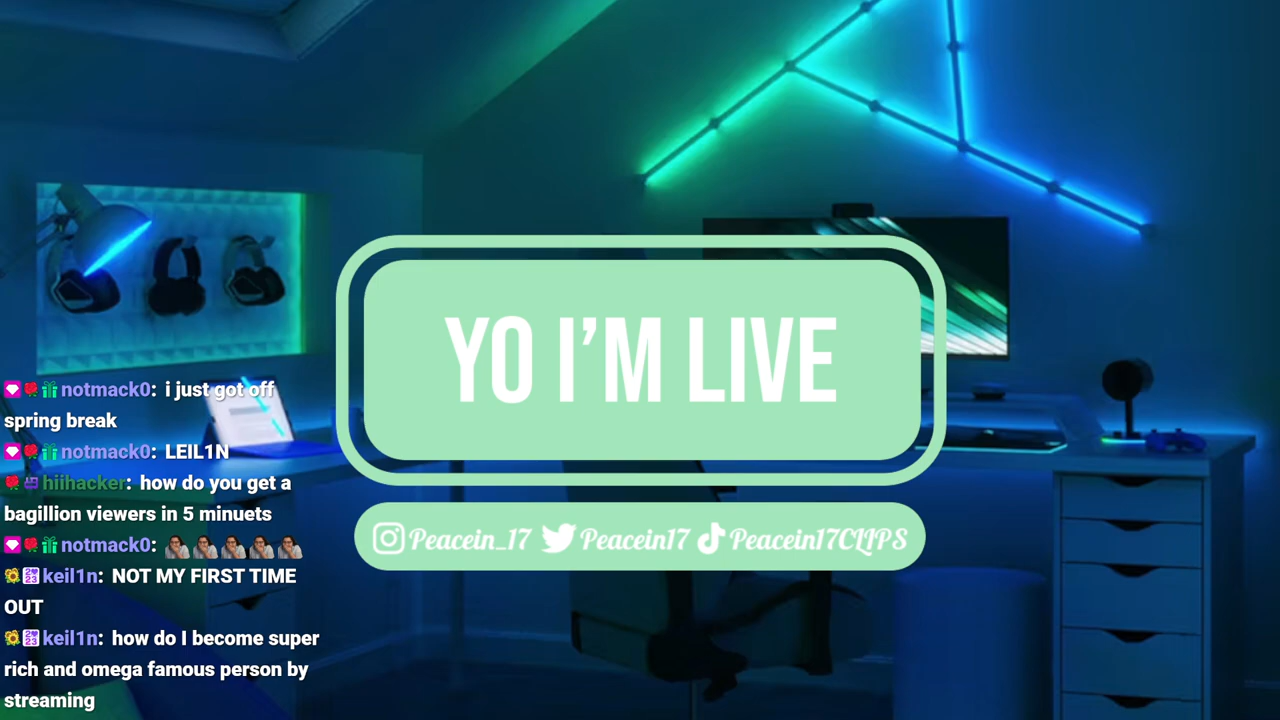 YO I’M LIVE
Peacein_17 Peacein17 Peacein17CLIPS
notmack0: i just got off
spring break
notmack0: LEIL1N
hiihacker: how do you get a
bagillion viewers in 5 minuets
notmack0:
keil1n: NOT MY FIRST TIME
OUT
keil1n: how do I become super
rich and omega famous person by
streaming